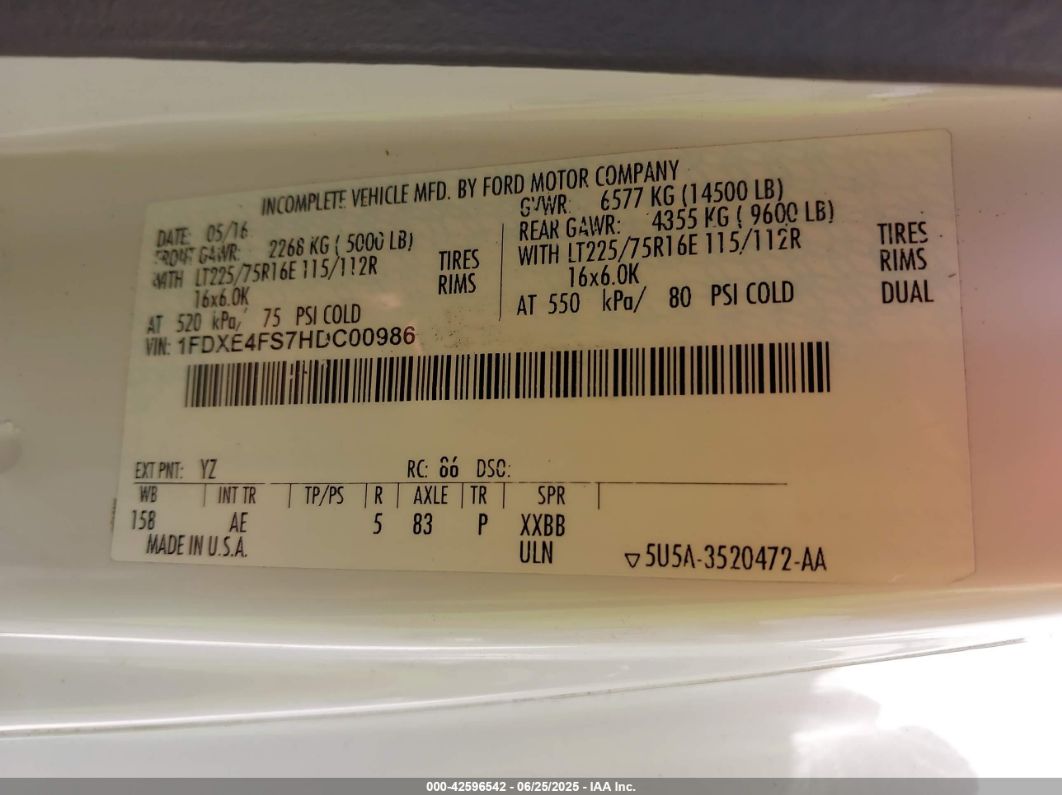 INCOMPLETE VEHICLE MFD. BY FORD MOTOR COMPANY
DATE: 05/16
FRONT GAWR: 2268 KG ( 5000 LB)
WITH LT225/75R16E 115/112R TIRES
16x6.0K RIMS
AT 520 kPa/ 75 PSI COLD
GVWR: 6577 KG (14500 LB)
REAR GAWR: 4355 KG ( 9600 LB)
WITH LT225/75R16E 115/112R TIRES
16x6.0K RIMS
AT 550 kPa/ 80 PSI COLD DUAL
VIN: 1FDXE4FS7HDC00986
EXT PNT: YZ RC: 86 DSO:
WB INT TR TP/PS R AXLE TR SPR
158 AE 5 83 P XXBB
MADE IN U.S.A. ULN ▽5U5A-3520472-AA
000-42596542 - 06/25/2025 - IAA Inc.